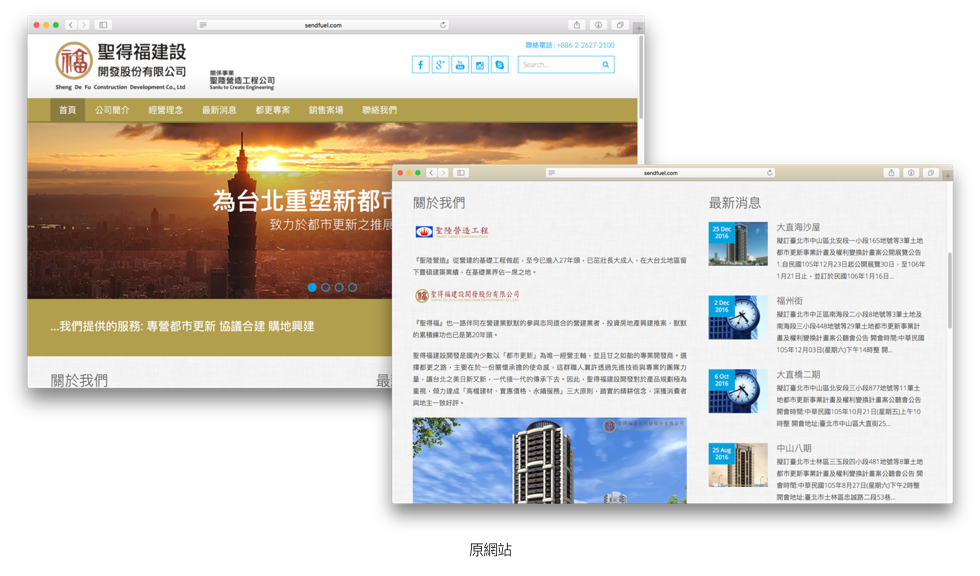 sendfuel.com
聖得福建設
開發股份有限公司
Sheng De Fu Construction Development Co., Ltd
關係事業
聖陸營造工程公司
Sanlu to Create Engineering
聯絡電話 : +886-2-2627-2100
Search...
首頁 公司簡介 經營理念 最新消息 都更專案 銷售案場 聯絡我們
為台北重塑新都市
致力於都市更新之推展
...我們提供的服務: 專營都市更新 協議合建 購地興建
關於我們
sendfuel.com
關於我們
聖陸營造工程
『聖陸營造』從營建的基礎工程做起，至今已進入27年頭，已茁壯長大成人，在大台北地區留
下豐碩建築業績，在基礎業界佔一席之地。
聖得福建設開發股份有限公司
『聖得福』也一路伴同在營建業默默的參與志同道合的營建業者，投資房地產興建推案，默默
的累積練功也已是第20年頭。
聖得福建設開發是國內少數以「都市更新」為唯一經營主軸，並且甘之如飴的專業開發商。選
擇都更之路，主要在於一份關懷承擔的使命感，這群職人冀許透過先進技術與專業的團隊力
量，讓台北之美日新又新，一代接一代的傳承下去。因此，聖得福建設開發對於產品規劃極為
重視，傾力達成「高檔建材、實惠價格、永續服務」三大原則，踏實的精耕信念，深獲消費者
與地主一致好評。
聖得福建設開發股份有限公司
最新消息
25 Dec
2016
大直海沙屋
擬訂臺北市中山區北安段一小段165地號等3筆土地
都市更新事業計畫及權利變換計畫案公開展覽公告
1.自民國105年12月23日起公開展覽30日，至106年
1月21日止，並訂於民國106年1月16日...
2 Dec
2016
福州街
擬訂臺北市中正區南海段二小段8地號等3筆土地及
南海段三小段448地號等29筆土地都市更新事業計
畫及權利變換計畫案公聽會公告 開會時間:中華民國
105年12月03日(星期六)下午14時整 開...
6 Oct
2016
大直橋二期
擬訂臺北市中山區北安段三小段877地號等11筆土
地都市更新事業計畫及權利變換計畫案公聽會公告
開會時間:中華民國105年10月21日(星期五)上午10
時整 開會地址:臺北市中山區大直街25...
25 Aug
2016
中山八期
擬訂臺北市士林區三玉段四小段481地號等8筆土地
都市更新事業計畫及權利變換計畫案公聽會公告 開
會時間:中華民國105年8月27日(星期六)下午2時整
開會地址:臺北市士林區忠誠路二段53巷...
原網站